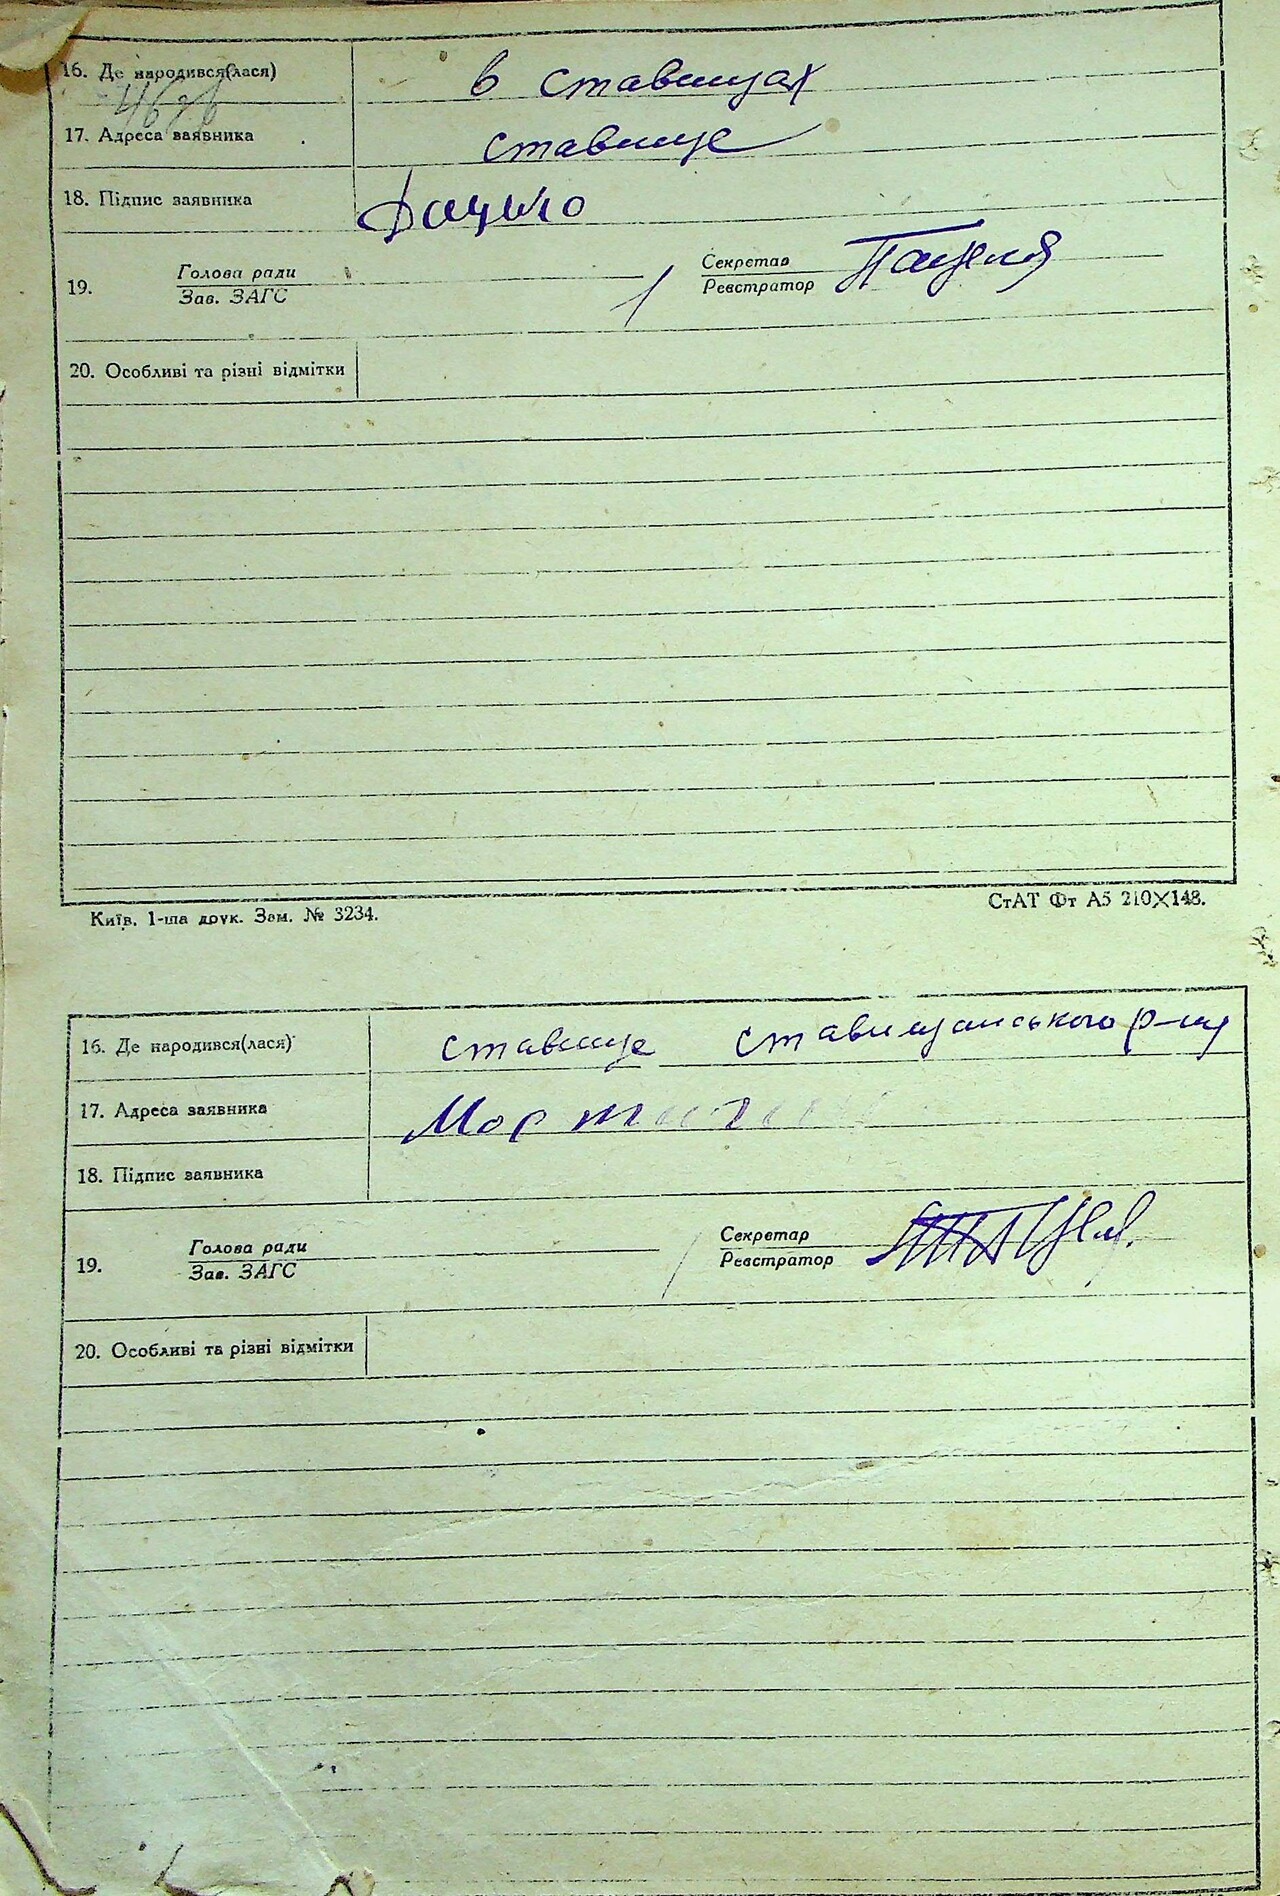 16. Де народився(лася) в ставищах
17. Адреса заявника ставище
18. Підпис заявника
Голова ради Секретар
19.
Зав. ЗАГС Реєстратор
20. Особливі та різні відмітки
Київ. 1-ша друк. Зам. № 3234. СтАТ Фт А5 210×148.
16. Де народився(лася) ставище ставищанського р-ну
17. Адреса заявника
18. Підпис заявника
Голова ради Секретар
19.
Зав. ЗАГС Реєстратор
20. Особливі та різні відмітки